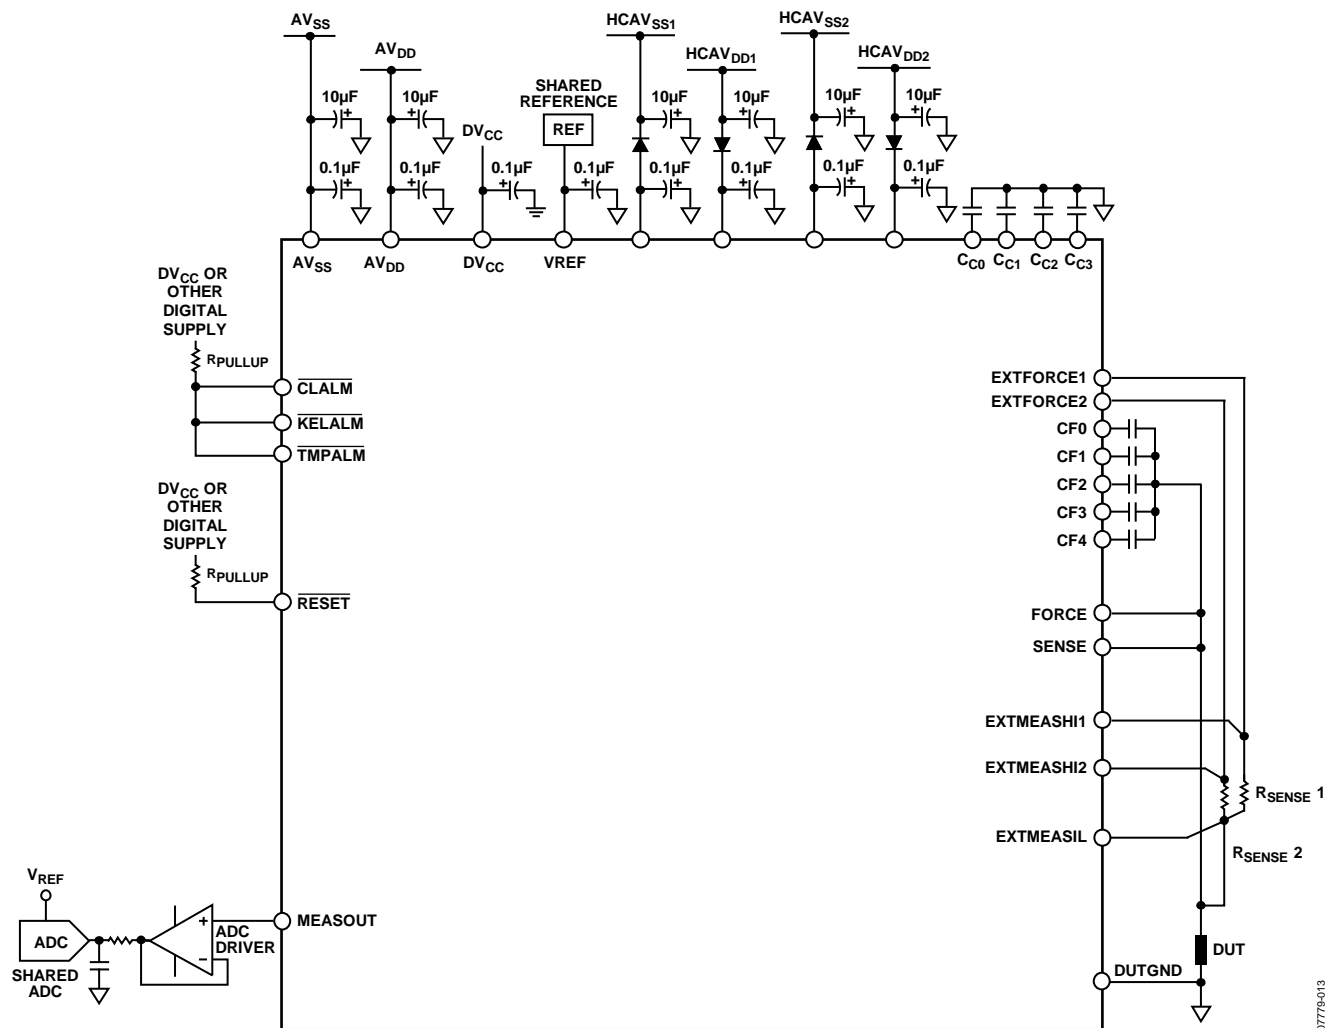 AVSS
AVDD
HCAVSS1
HCAVDD1
HCAVSS2
HCAVDD2
10µF
+
10µF
+
SHARED
REFERENCE
REF
10µF
+
10µF
+
10µF
+
10µF
+
DVCC
0.1µF
+
0.1µF
+
0.1µF
+
0.1µF
+
0.1µF
+
0.1µF
+
0.1µF
+
0.1µF
+
AVSS
AVDD
DVCC
VREF
CC0
CC1
CC2
CC3
DVCC OR
OTHER
DIGITAL
SUPPLY
RPULLUP
CLALM
KELALM
TMPALM
DVCC OR
OTHER
DIGITAL
SUPPLY
RPULLUP
RESET
EXTFORCE1
EXTFORCE2
CF0
CF1
CF2
CF3
CF4
FORCE
SENSE
EXTMEASHI1
EXTMEASHI2
EXTMEASIL
RSENSE 1
RSENSE 2
VREF
ADC
SHARED
ADC
+
–
ADC
DRIVER
MEASOUT
DUT
DUTGND
07779-013